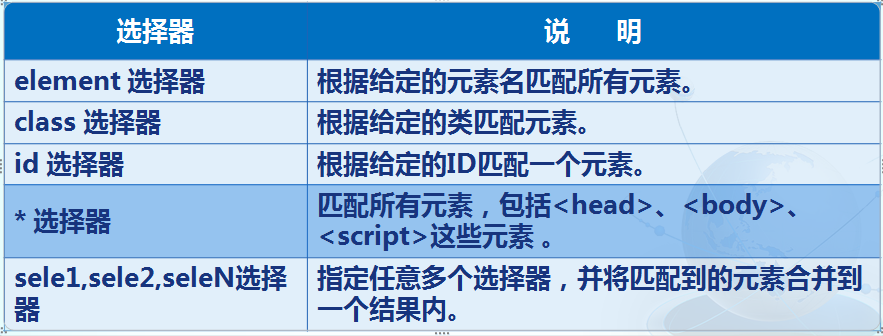 选择器 说 明
element 选择器 根据给定的元素名匹配所有元素。
class 选择器 根据给定的类匹配元素。
id 选择器 根据给定的ID匹配一个元素。
* 选择器 匹配所有元素，包括<head>、<body>、
<script>这些元素 。
sele1,sele2,seleN选择
器
指定任意多个选择器，并将匹配到的元素合并到
一个结果内。